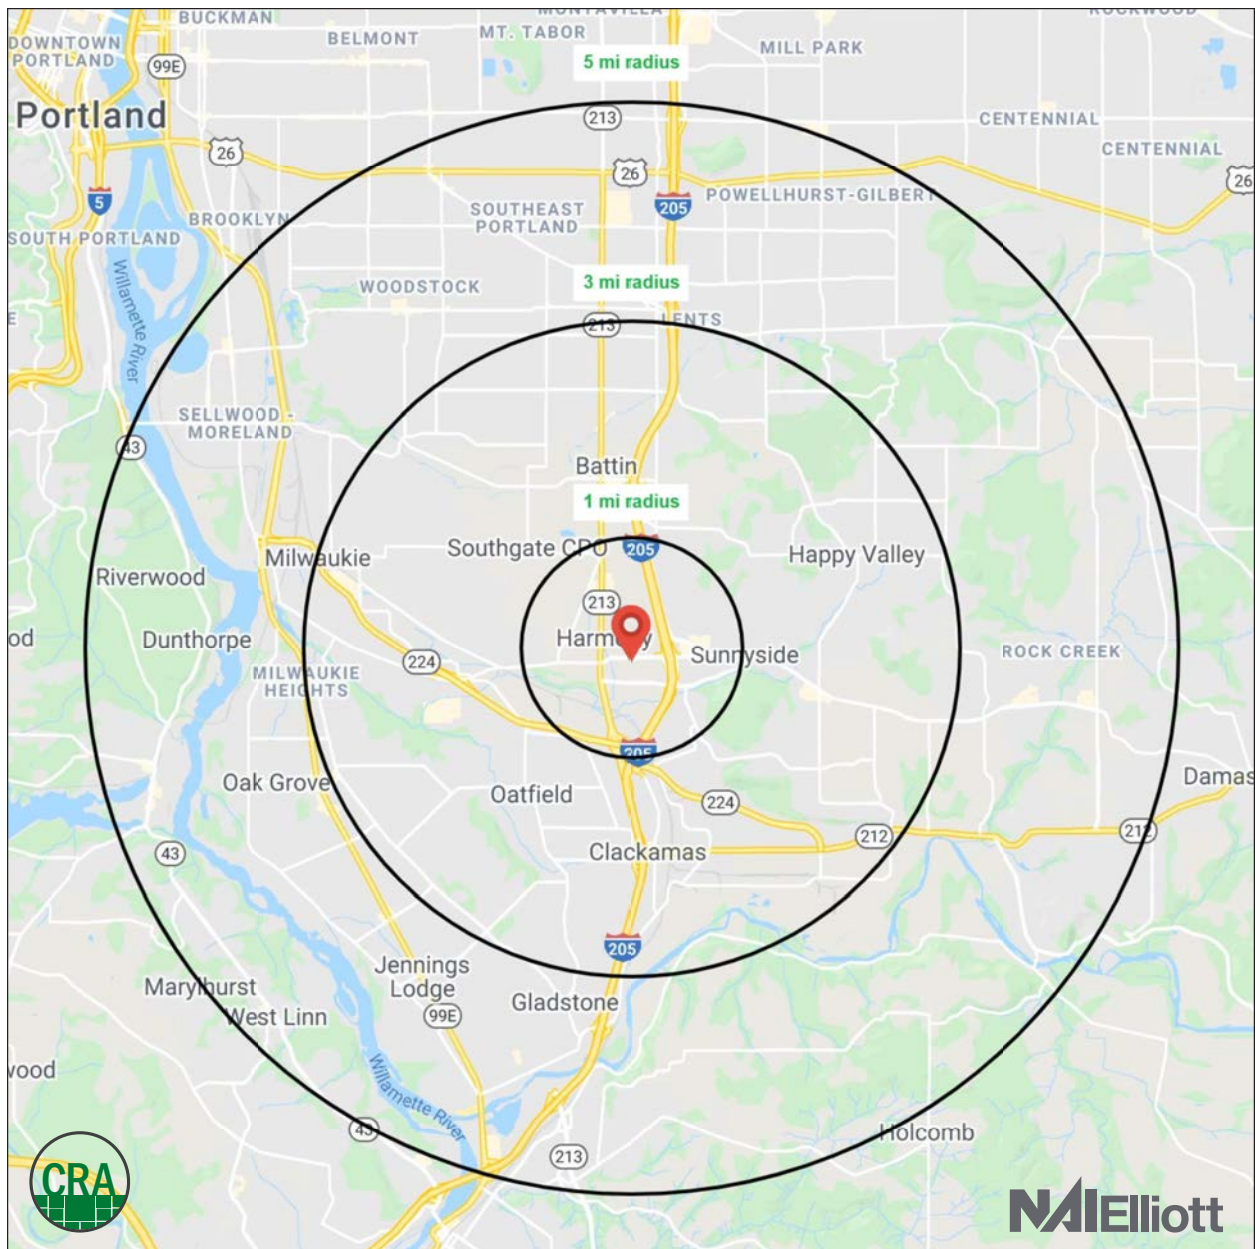 BUCKMAN
MONTAVILLA
ROCKWOOD
DOWNTOWN
PORTLAND
99E
BELMONT
MT. TABOR
MILL PARK
5 mi radius
Portland
213
CENTENNIAL
26
26
CENTENNIAL
26
5
205
POWELLHURST-GILBERT
BROOKLYN
SOUTHEAST
PORTLAND
SOUTH PORTLAND
Willamette River
WOODSTOCK
3 mi radius
E
213
LENTS
SELLWOOD -
MORELAND
43
Battin
1 mi radius
Southgate CPO
205
Milwaukie
Happy Valley
Riverwood
213
od
Dunthorpe
Harmony
Sunnyside
ROCK CREEK
224
MILWAUKIE
HEIGHTS
205
Oak Grove
Oatfield
Damas
224
212
212
43
Clackamas
205
Jennings
Lodge
Marylhurst
Gladstone
West Linn
99E
wood
Willamette River
43
Holcomb
213
CRA
NAIElliott